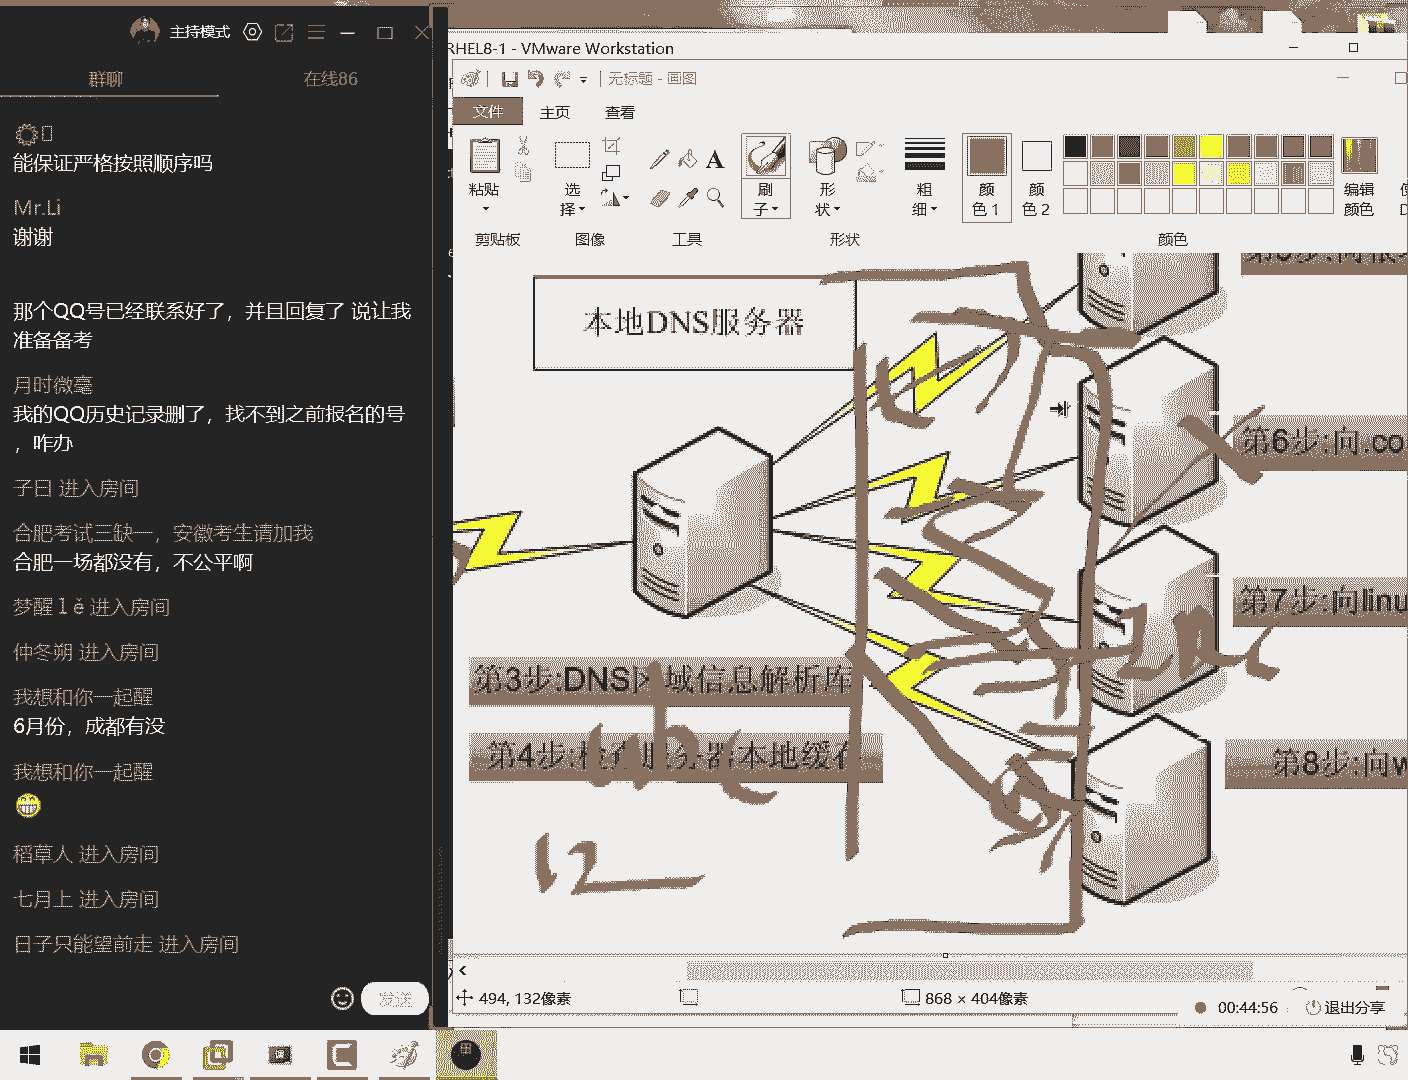 主持模式
群聊
在线86
能保证严格按照顺序吗
Mr.Li
谢谢
那个QQ号已经联系好了，并且回复了 说让我
准备备考
月时微毫
我的QQ历史记录删了，找不到之前报名的号
，咋办
子曰 进入房间
合肥考试三缺一，安徽考生请加我
合肥一场都没有，不公平啊
梦醒 1 ě 进入房间
仲冬朔 进入房间
我想和你一起醒
6月份，成都有没
我想和你一起醒
稻草人 进入房间
七月上 进入房间
日子只能望前走 进入房间
发送
RHEL8-1 - VMware Workstation
无标题 - 画图
文件
主页
查看
粘贴
选择
A
刷子
形状
粗细
颜色 1
颜色 2
编辑颜色
剪贴板
图像
工具
形状
颜色
本地DNS服务器
第6步:向.co
第7步:向linu
第3步:DNS区域信息解析库
第4步:检查服务器本地缓存
第8步:向w
12
494, 132像素
868 × 404像素
00:44:56
退出分享